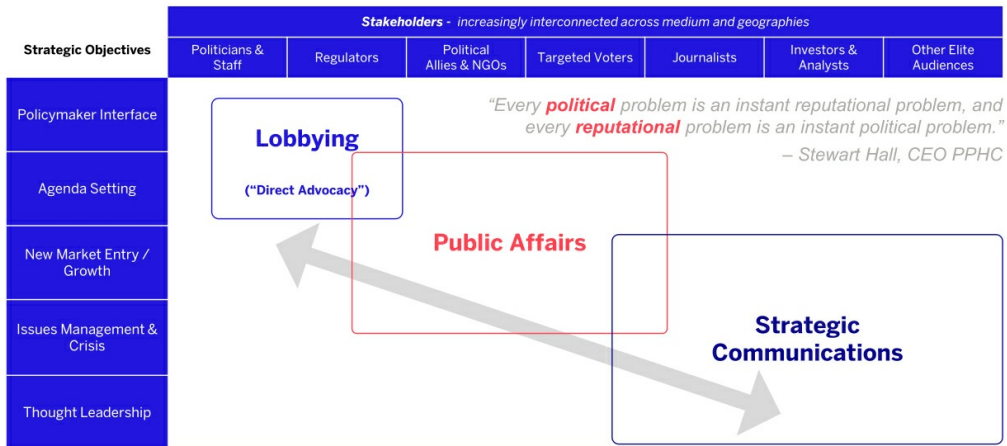 Stakeholders - increasingly interconnected across medium and geographies
Strategic Objectives
Politicians &
Staff
Regulators
Political
Allies & NGOs
Targeted Voters
Journalists
Investors &
Analysts
Other Elite
Audiences
Policymaker Interface
Agenda Setting
New Market Entry /
Growth
Issues Management &
Crisis
Thought Leadership
Lobbying
(“Direct Advocacy”)
“Every political problem is an instant reputational problem, and
every reputational problem is an instant political problem.”
– Stewart Hall, CEO PPHC
Public Affairs
Strategic
Communications